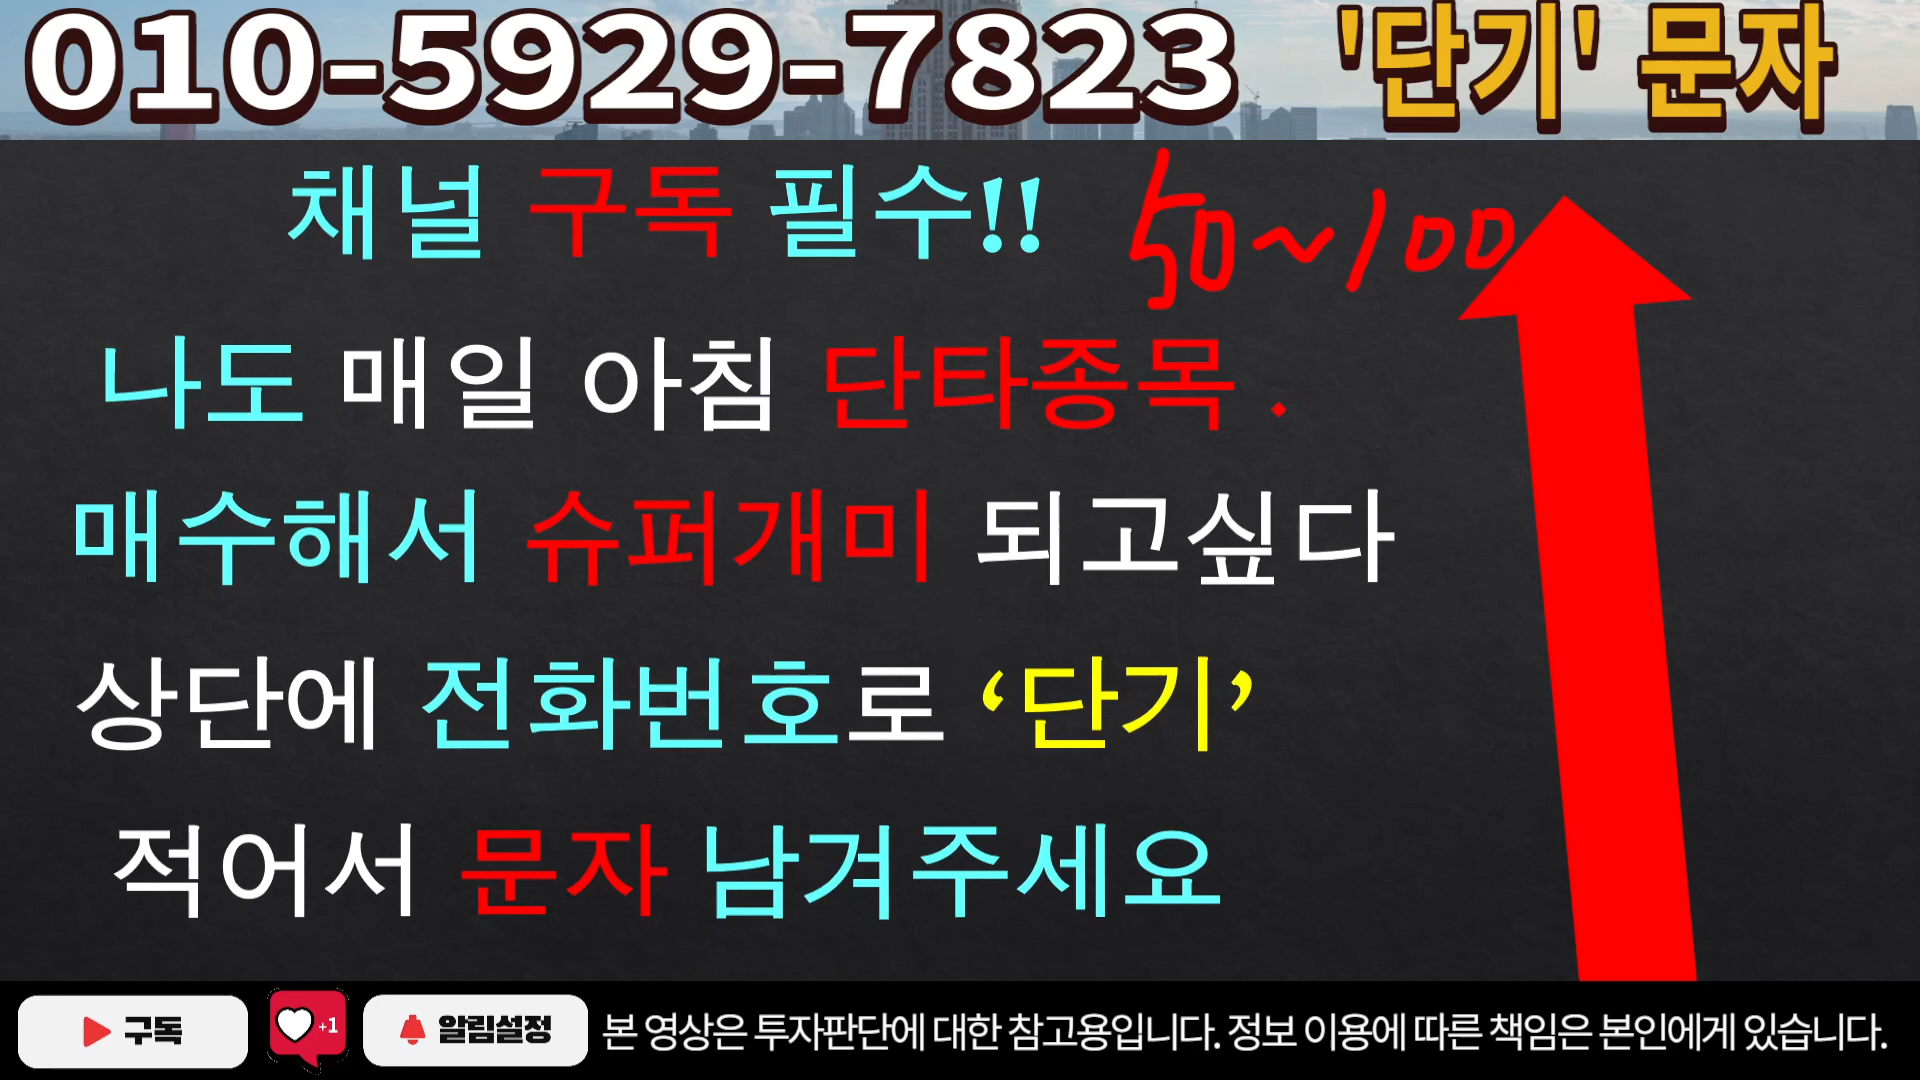 010-5929-7823 '단기' 문자
채널 구독 필수!! 50~100
나도 매일 아침 단타종목.
매수해서 슈퍼개미 되고싶다
상단에 전화번호로 ‘단기’
적어서 문자 남겨주세요
구독 +1 알림설정 본 영상은 투자판단에 대한 참고용입니다. 정보 이용에 따른 책임은 본인에게 있습니다.